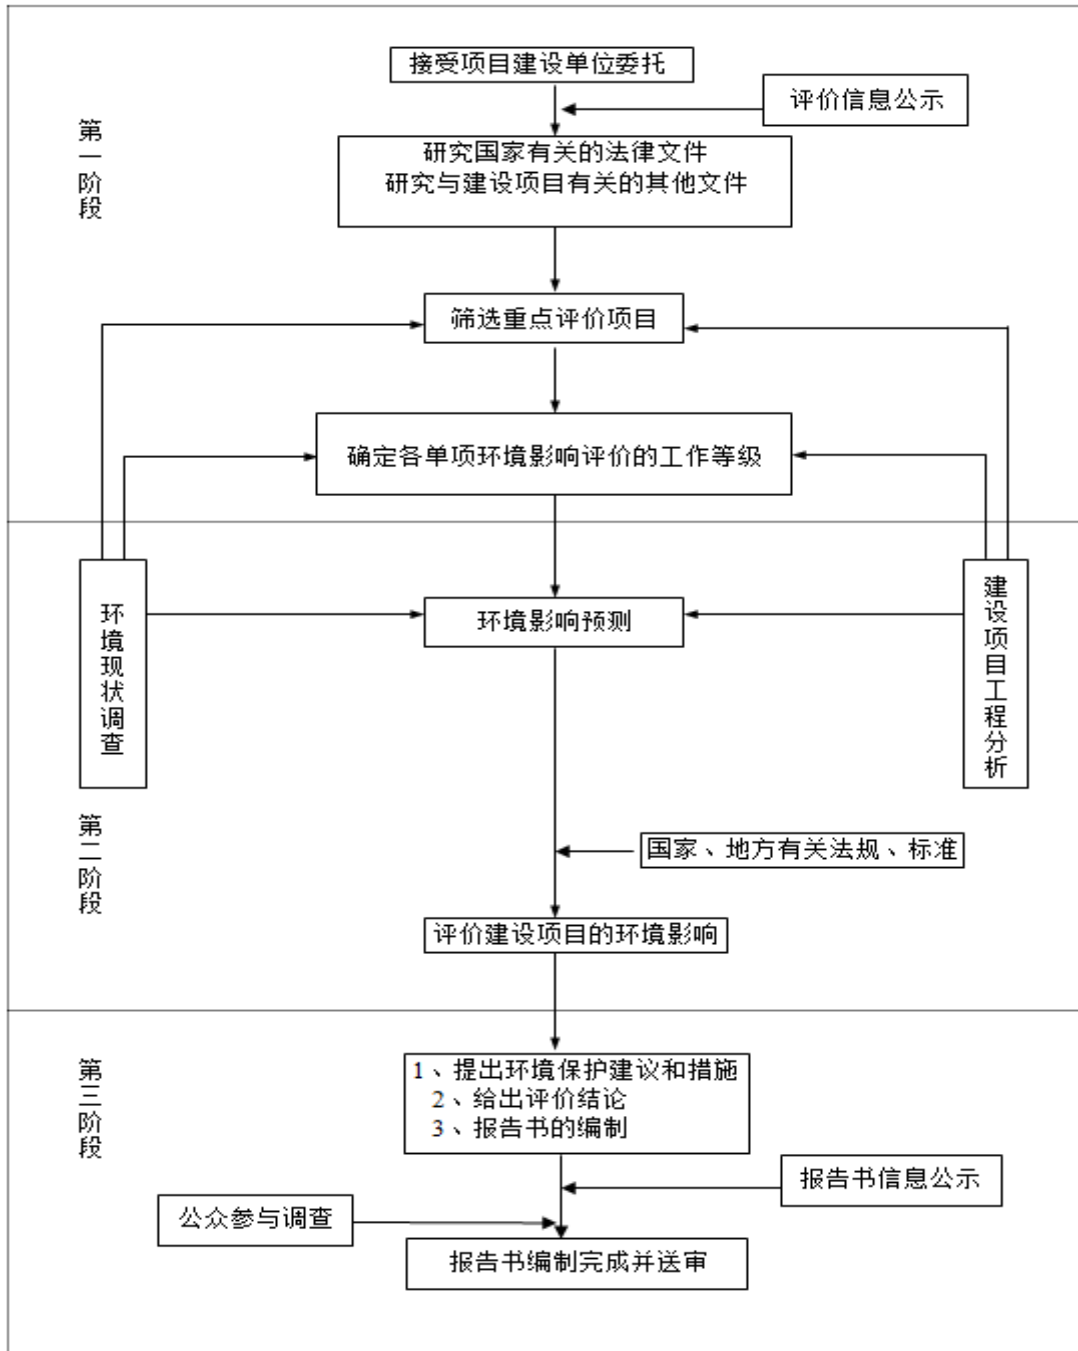 接受项目建设单位委托
评价信息公示
第一阶段
研究国家有关的法律文件
研究与建设项目有关的其他文件
筛选重点评价项目
确定各单项环境影响评价的工作等级
环境现状调查
环境影响预测
建设项目工程分析
第二阶段
国家、地方有关法规、标准
评价建设项目的环境影响
第三阶段
1、提出环境保护建议和措施
2、给出评价结论
3、报告书的编制
报告书信息公示
公众参与调查
报告书编制完成并送审